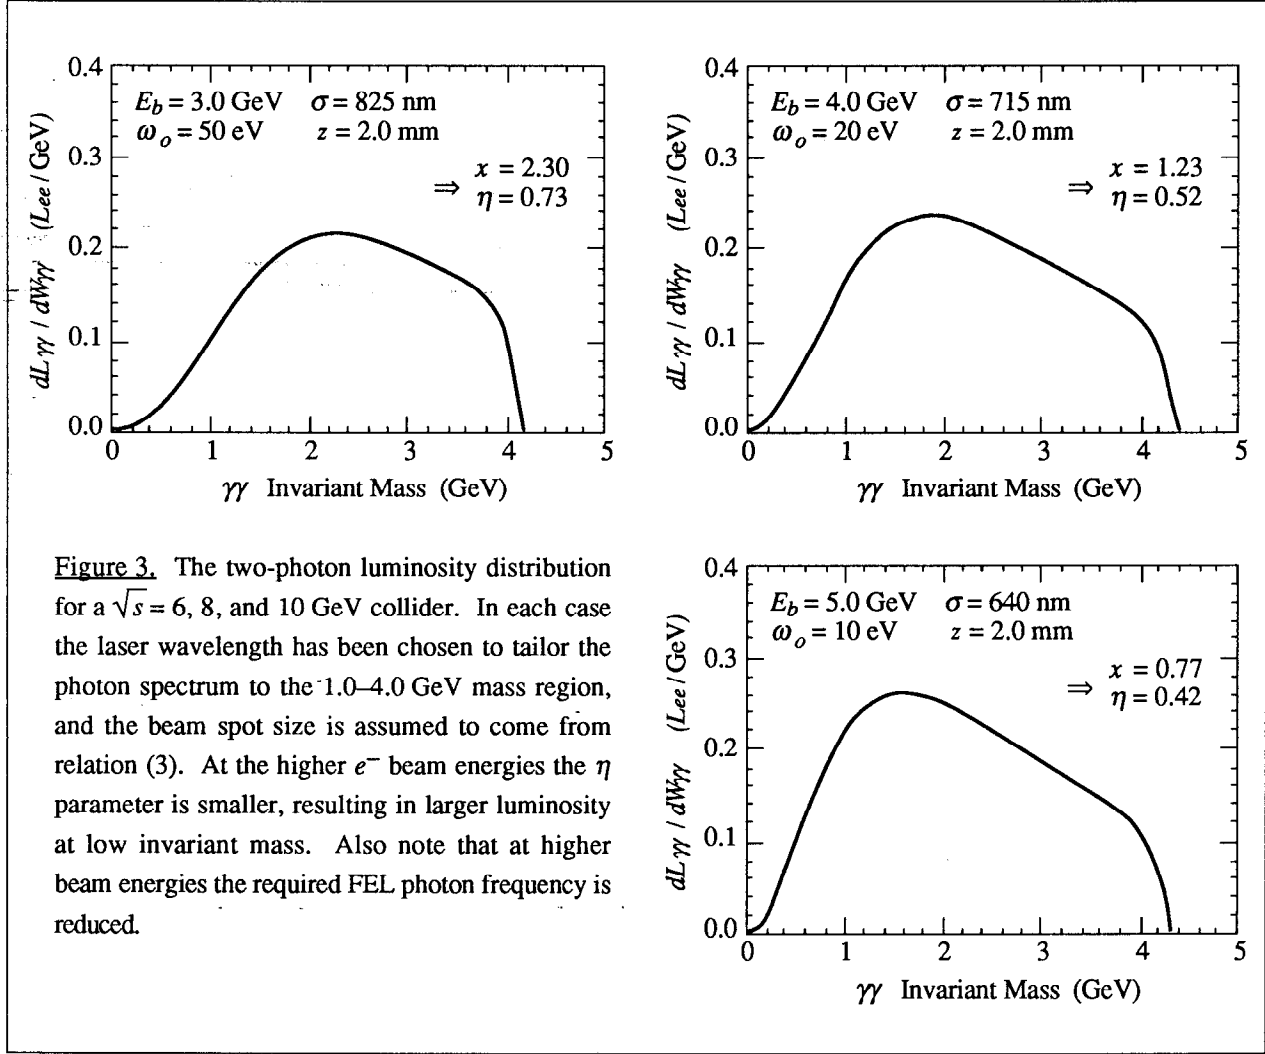 0.4
0.3
0.2
0.1
0.0
0 1 2 3 4 5
E_b = 3.0 GeV σ = 825 nm
ω_o = 50 eV z = 2.0 mm
⇒ x = 2.30
η = 0.73
dLγγ / dWγγ (Lee / GeV)
γγ Invariant Mass (GeV)
0.4
0.3
0.2
0.1
0.0
0 1 2 3 4 5
E_b = 4.0 GeV σ = 715 nm
ω_o = 20 eV z = 2.0 mm
⇒ x = 1.23
η = 0.52
dLγγ / dWγγ (Lee / GeV)
γγ Invariant Mass (GeV)
Figure 3. The two-photon luminosity distribution
for a √s = 6, 8, and 10 GeV collider. In each case
the laser wavelength has been chosen to tailor the
photon spectrum to the 1.0–4.0 GeV mass region,
and the beam spot size is assumed to come from
relation (3). At the higher e⁻ beam energies the η
parameter is smaller, resulting in larger luminosity
at low invariant mass. Also note that at higher
beam energies the required FEL photon frequency is
reduced.
0.4
0.3
0.2
0.1
0.0
0 1 2 3 4 5
E_b = 5.0 GeV σ = 640 nm
ω_o = 10 eV z = 2.0 mm
⇒ x = 0.77
η = 0.42
dLγγ / dWγγ (Lee / GeV)
γγ Invariant Mass (GeV)